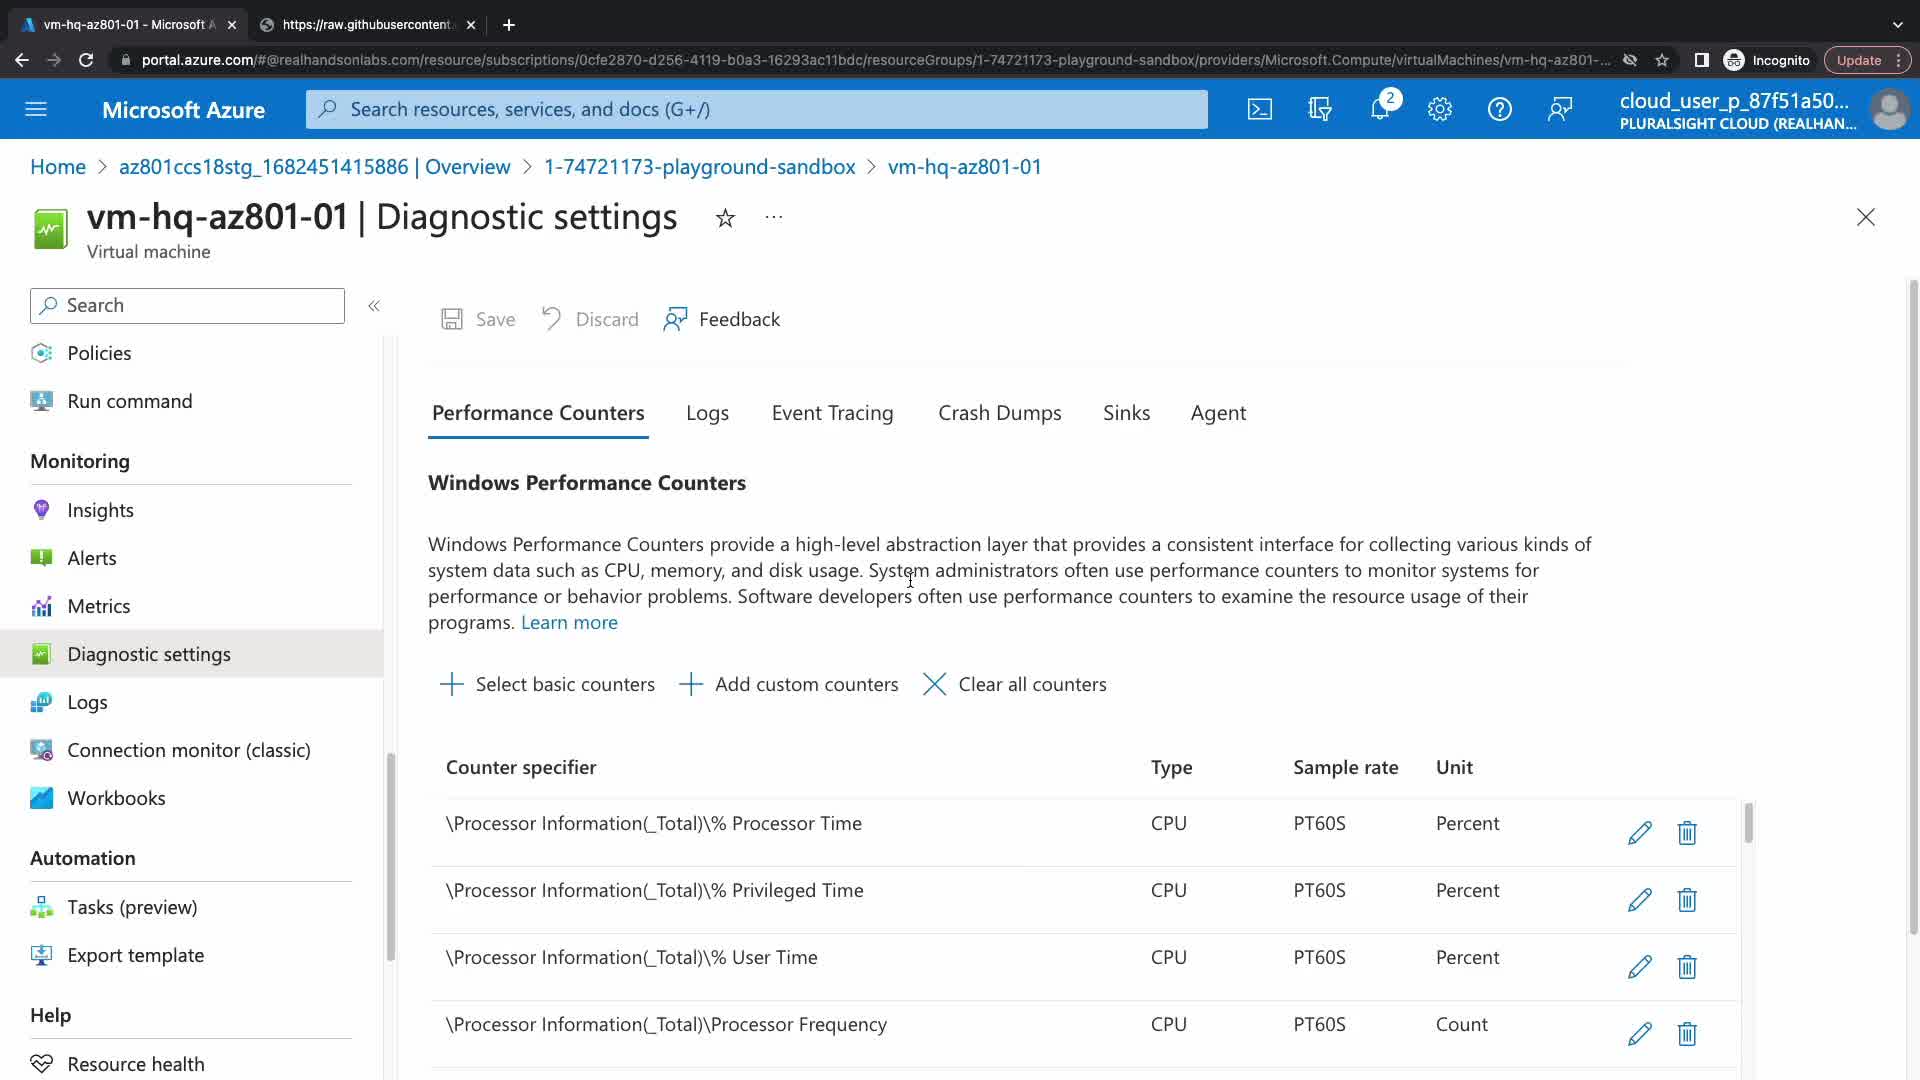 vm-hq-az801-01 - Microsoft A
https://raw.githubusercontent.
portal.azure.com/#@realhandsonlabs.com/resource/subscriptions/0cfe2870-d256-4119-b0a3-16293ac11bdc/resourceGroups/1-74721173-playground-sandbox/providers/Microsoft.Compute/virtualMachines/vm-hq-az801-...
Incognito
Update
Microsoft Azure
Search resources, services, and docs (G+/)
2
cloud_user_p_87f51a50...
PLURALSIGHT CLOUD (REALHAN...
Home > az801ccs18stg_1682451415886 | Overview > 1-74721173-playground-sandbox > vm-hq-az801-01
vm-hq-az801-01 | Diagnostic settings
Virtual machine
Search
Policies
Run command
Monitoring
Insights
Alerts
Metrics
Diagnostic settings
Logs
Connection monitor (classic)
Workbooks
Automation
Tasks (preview)
Export template
Help
Resource health
Save
Discard
Feedback
Performance Counters
Logs
Event Tracing
Crash Dumps
Sinks
Agent
Windows Performance Counters
Windows Performance Counters provide a high-level abstraction layer that provides a consistent interface for collecting various kinds of
system data such as CPU, memory, and disk usage. System administrators often use performance counters to monitor systems for
performance or behavior problems. Software developers often use performance counters to examine the resource usage of their
programs. Learn more
Select basic counters
Add custom counters
Clear all counters
Counter specifier Type Sample rate Unit
\Processor Information(_Total)\% Processor Time CPU PT60S Percent
\Processor Information(_Total)\% Privileged Time CPU PT60S Percent
\Processor Information(_Total)\% User Time CPU PT60S Percent
\Processor Information(_Total)\Processor Frequency CPU PT60S Count